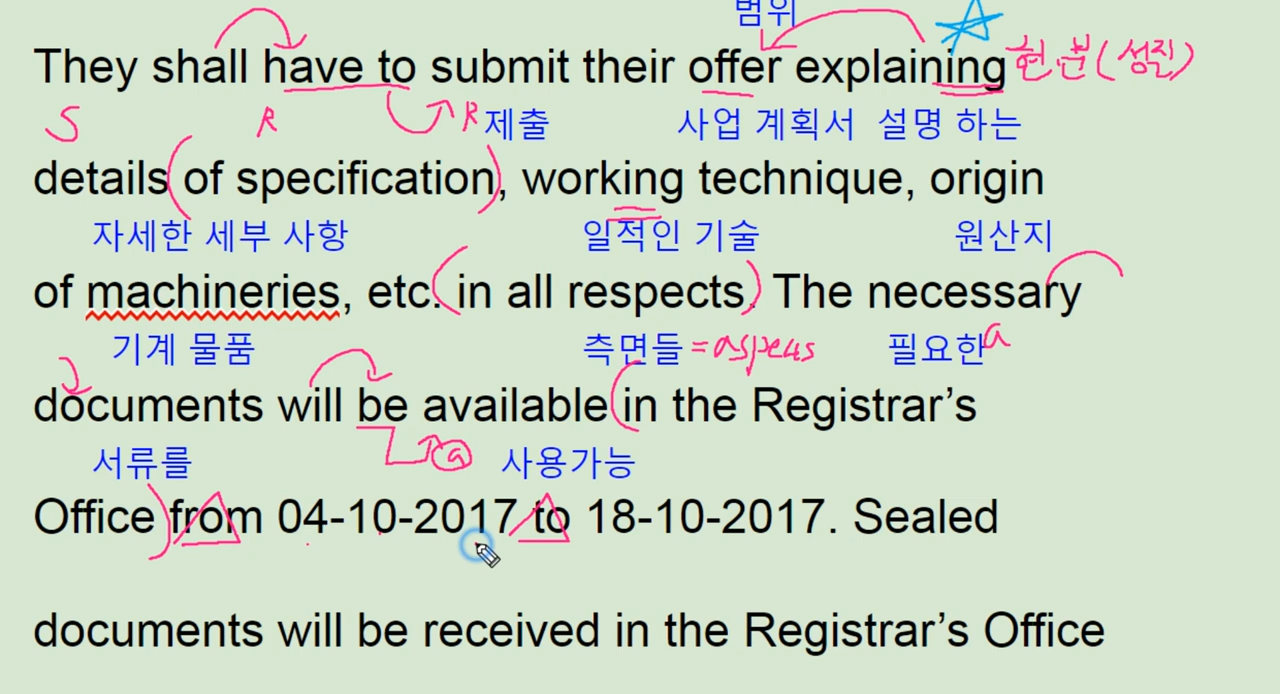 범위
They shall have to submit their offer explaining 현분(성진)
S R R 제출 사업 계획서 설명 하는
details (of specification), working technique, origin
자세한 세부 사항 일적인 기술 원산지
of machineries, etc. (in all respects). The necessary
기계 물품 측면들 = aspects 필요한 a
documents will be available (in the Registrar's
서류를 a 사용가능
Office) from 04-10-2017 to 18-10-2017. Sealed
documents will be received in the Registrar's Office